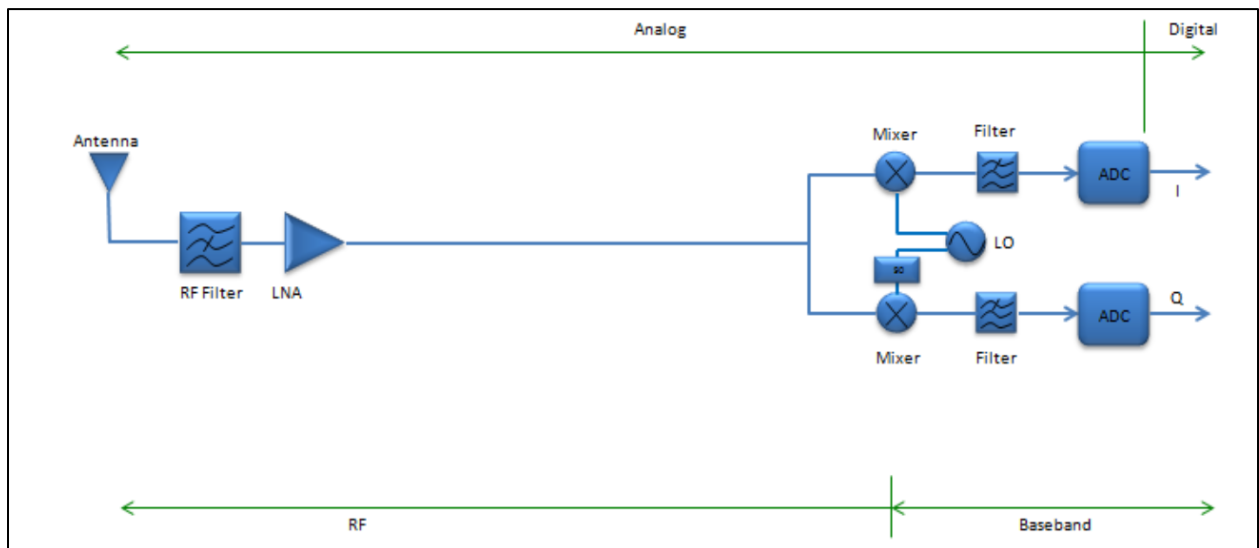 Analog
Digital
Antenna
Mixer
Filter
ADC
I
RF Filter
LNA
LO
90
Q
ADC
Mixer
Filter
RF
Baseband